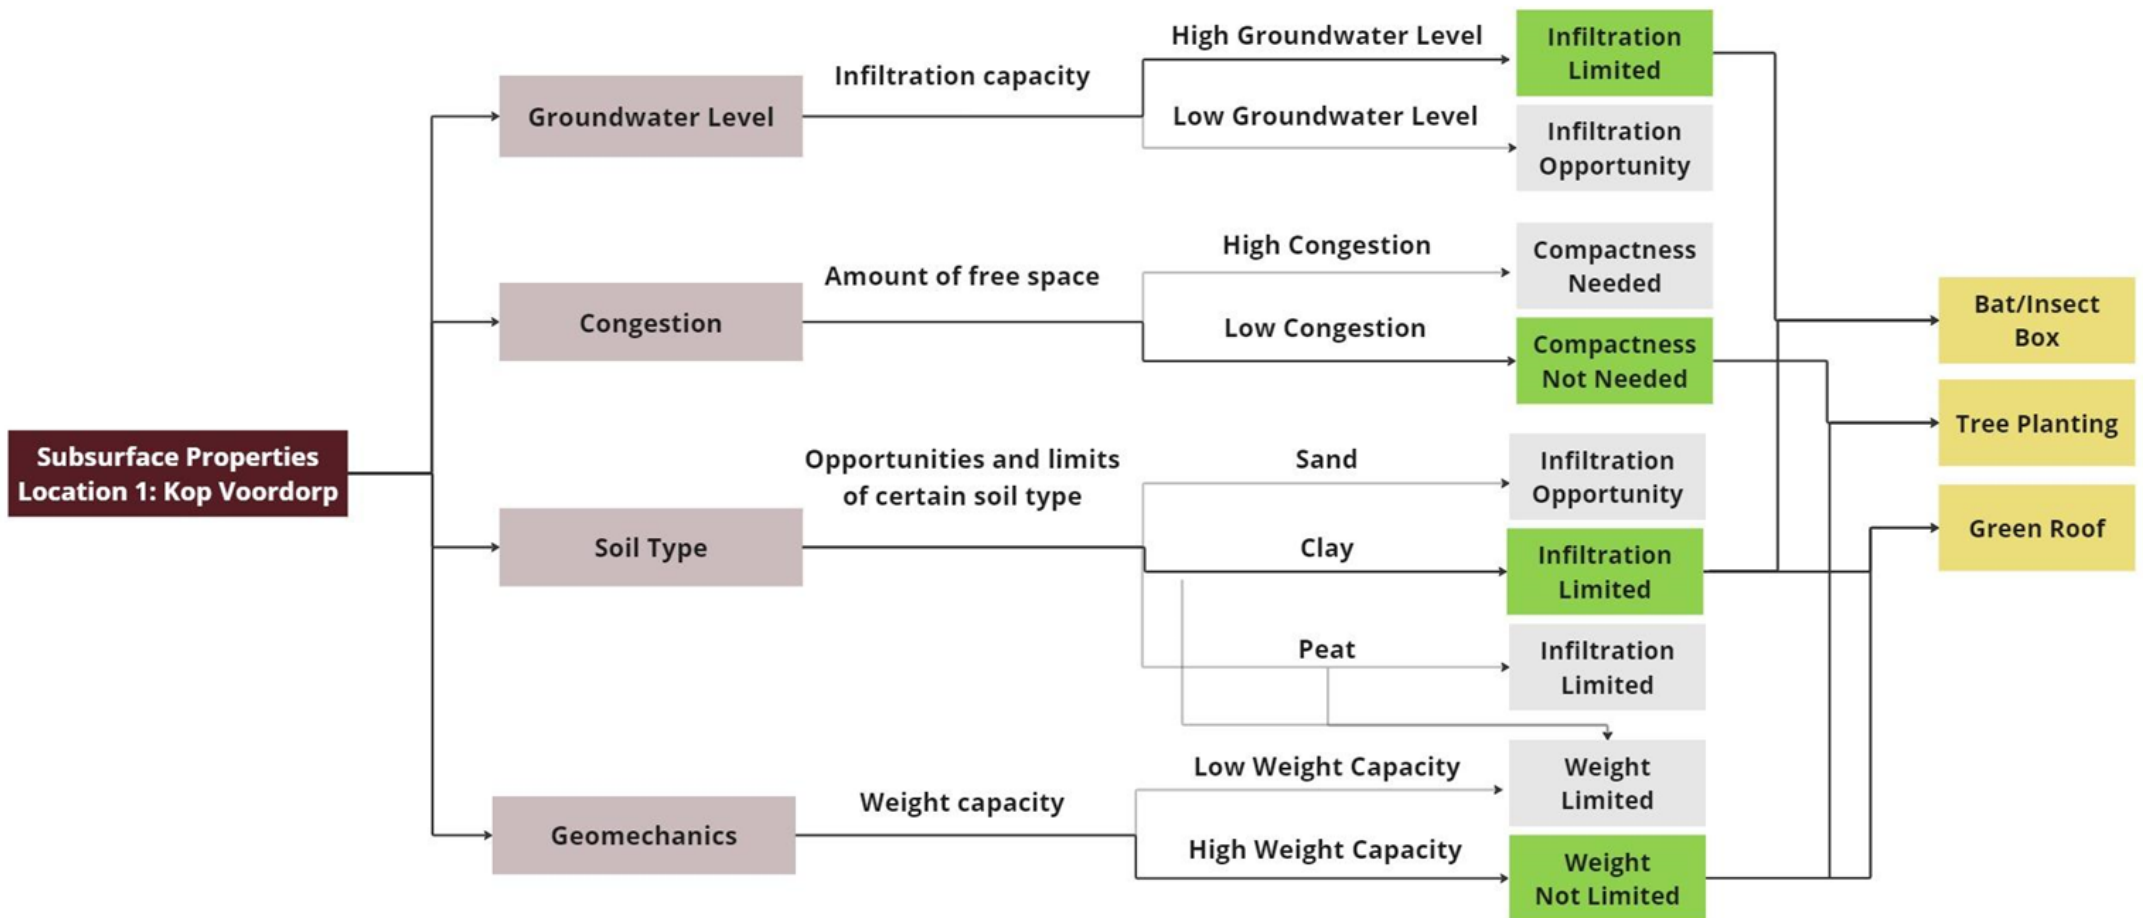 Subsurface Properties
Location 1: Kop Voordorp
Groundwater Level
Infiltration capacity
High Groundwater Level
Infiltration
Limited
Low Groundwater Level
Infiltration
Opportunity
Congestion
Amount of free space
High Congestion
Compactness
Needed
Low Congestion
Compactness
Not Needed
Soil Type
Opportunities and limits
of certain soil type
Sand
Infiltration
Opportunity
Clay
Infiltration
Limited
Peat
Infiltration
Limited
Geomechanics
Weight capacity
Low Weight Capacity
Weight
Limited
High Weight Capacity
Weight
Not Limited
Bat/Insect
Box
Tree Planting
Green Roof